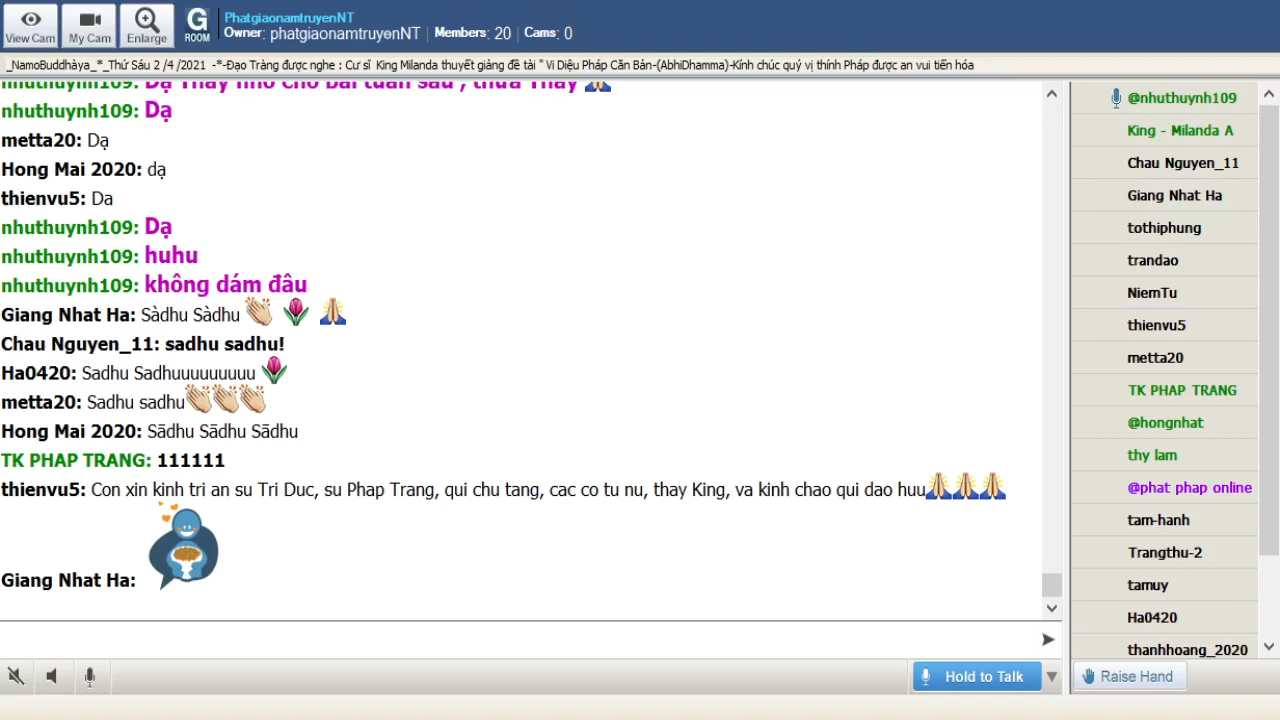 View Cam
My Cam
Enlarge
G
ROOM
PhatgiaonamtruyenNT
Owner: phatgiaonamtruyenNT | Members: 20 | Cams: 0
_NamoBuddhàya_*_Thứ Sáu 2 /4 /2021 -*-Đạo Tràng được nghe : Cư sĩ King Milanda thuyết giảng đề tài " Vi Diệu Pháp Căn Bản-(AbhiDhamma)-Kính chúc quý vị thính Pháp được an vui tiến hóa
nhuthuynh109: Dạ Thầy nhớ cho bài tuần sau , thưa Thầy 🙏
nhuthuynh109: Dạ
metta20: Dạ
Hong Mai 2020: dạ
thienvu5: Da
nhuthuynh109: Dạ
nhuthuynh109: huhu
nhuthuynh109: không dám đâu
Giang Nhat Ha: Sàdhu Sàdhu 👏 🌷 🙏
Chau Nguyen_11: sadhu sadhu!
Ha0420: Sadhu Sadhuuuuuuuuu 🌷
metta20: Sadhu sadhu👏👏👏
Hong Mai 2020: Sādhu Sādhu Sādhu
TK PHAP TRANG: 111111
thienvu5: Con xin kinh tri an su Tri Duc, su Phap Trang, qui chu tang, cac co tu nu, thay King, va kinh chao qui dao huu🙏🙏🙏
Giang Nhat Ha:
@nhuthuynh109
King - Milanda A
Chau Nguyen_11
Giang Nhat Ha
tothiphung
trandao
NiemTu
thienvu5
metta20
TK PHAP TRANG
@hongnhat
thy lam
@phat phap online
tam-hanh
Trangthu-2
tamuy
Ha0420
thanhhoang_2020
Hold to Talk
Raise Hand